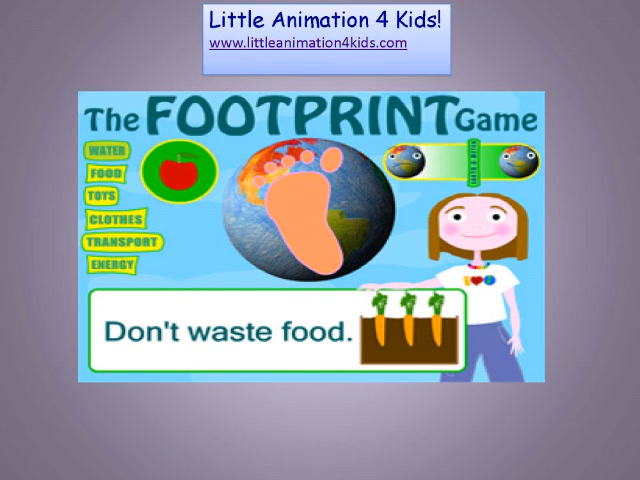 Little Animation 4 Kids!
www.littleanimation4kids.com
The FOOTPRINT Game
WATER
FOOD
TOYS
CLOTHES
TRANSPORT
ENERGY
Don't waste food.